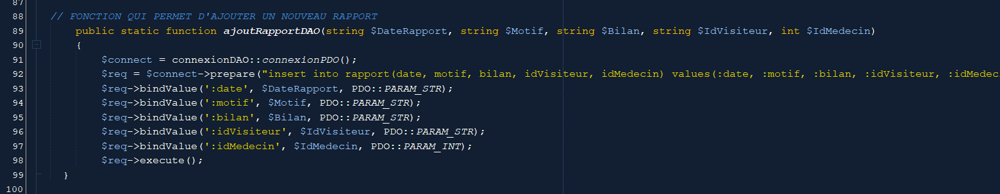 87
88 // FONCTION QUI PERMET D'AJOUTER UN NOUVEAU RAPPORT
89 public static function ajoutRapportDAO(string $DateRapport, string $Motif, string $Bilan, string $IdVisiteur, int $IdMedecin)
90 {
91 $connect = connexionDAO::connexionPDO();
92 $req = $connect->prepare("insert into rapport(date, motif, bilan, idVisiteur, idMedecin) values(:date, :motif, :bilan, :idVisiteur, :idMedec
93 $req->bindValue(':date', $DateRapport, PDO::PARAM_STR);
94 $req->bindValue(':motif', $Motif, PDO::PARAM_STR);
95 $req->bindValue(':bilan', $Bilan, PDO::PARAM_STR);
96 $req->bindValue(':idVisiteur', $IdVisiteur, PDO::PARAM_STR);
97 $req->bindValue(':idMedecin', $IdMedecin, PDO::PARAM_INT);
98 $req->execute();
99 }
100